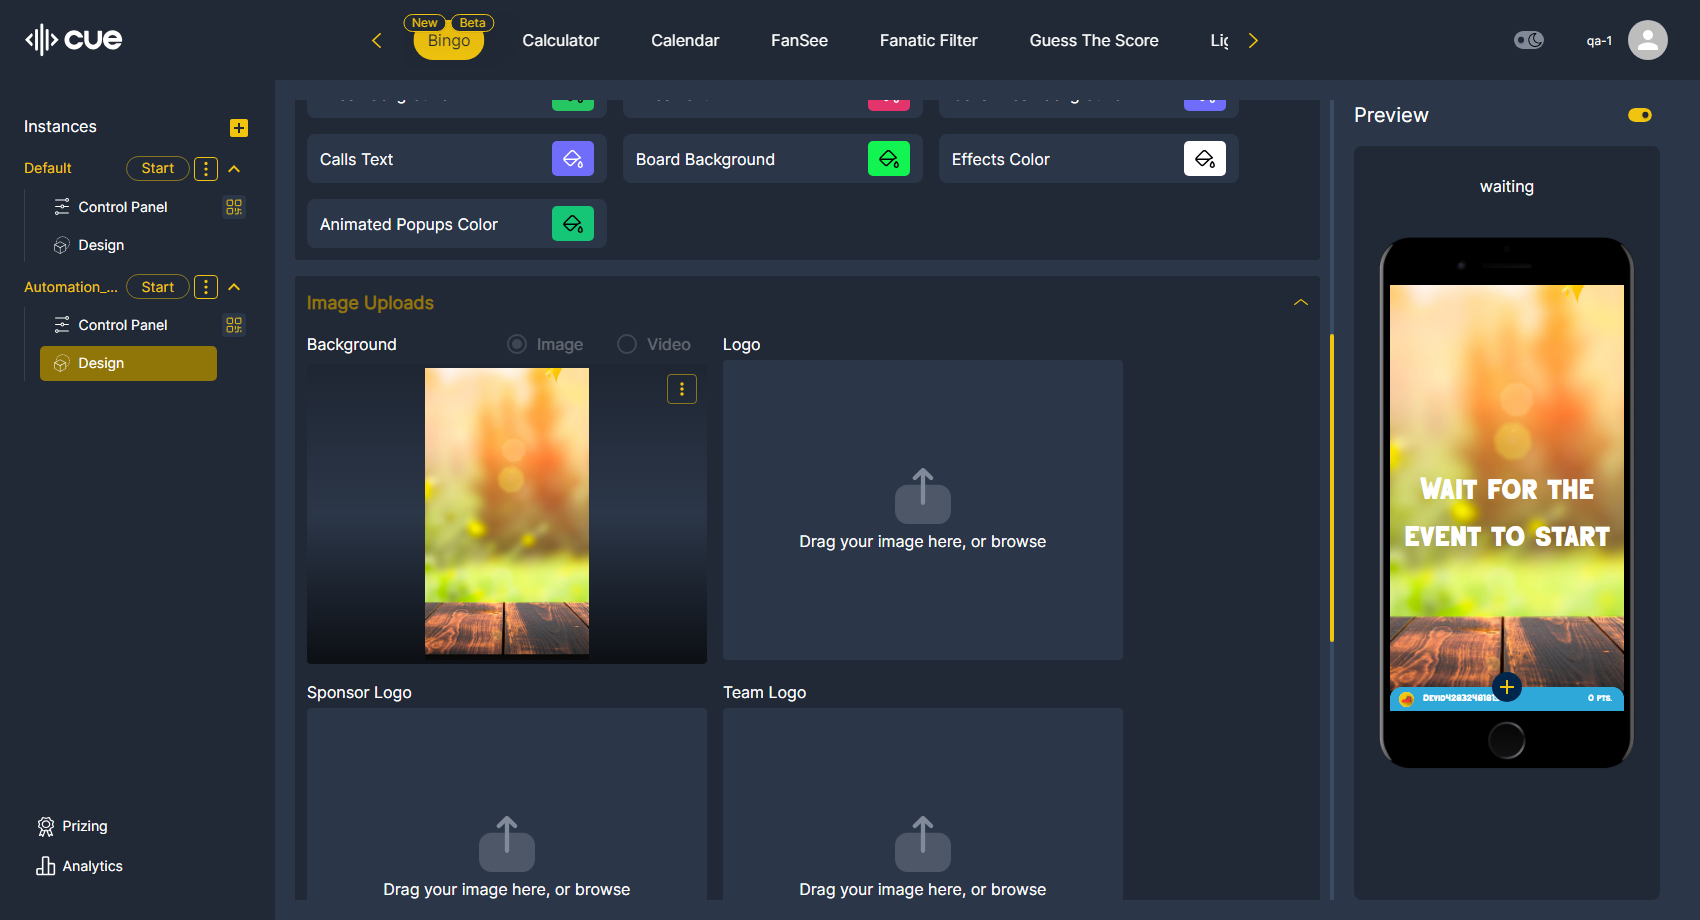 cue
New
Beta
Bingo
Calculator
Calendar
FanSee
Fanatic Filter
Guess The Score
qa-1
Instances
Default
Start
Control Panel
Design
Automation_...
Start
Control Panel
Design
Prizing
Analytics
Calls Text
Board Background
Effects Color
Animated Popups Color
Image Uploads
Background
Image
Video
Logo
Drag your image here, or browse
Sponsor Logo
Team Logo
Drag your image here, or browse
Drag your image here, or browse
Preview
waiting
WAIT FOR THE
EVENT TO START
0 PTS.